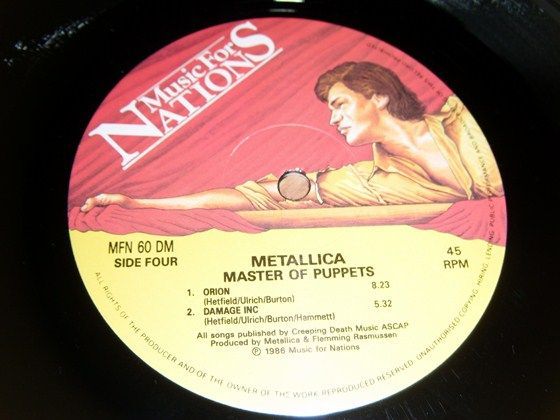 Music For
NATIONS
MFN 60 DM
SIDE FOUR
METALLICA
MASTER OF PUPPETS
45
RPM
1. ORION 8.23
(Hetfield/Ulrich/Burton)
2. DAMAGE INC 5.32
(Hetfield/Ulrich/Burton/Hammett)
All songs published by Creeping Death Music ASCAP
Produced by Metallica & Flemming Rasmussen
℗ 1986 Music for Nations
ALL RIGHTS OF THE PRODUCER AND OF THE OWNER OF THE WORK REPRODUCED RESERVED. UNAUTHORISED COPYING, HIRING, LENDING, PUBLIC PERFORMANCE AND